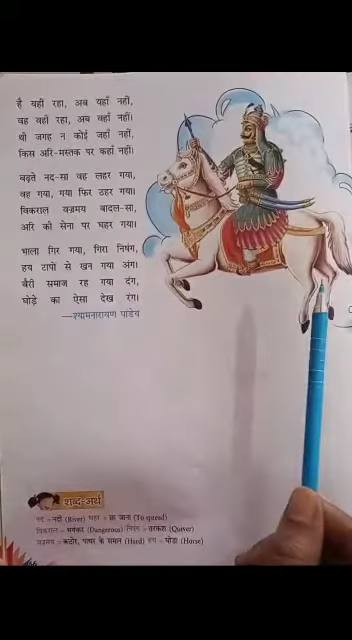 है यहीं रहा, अब यहाँ नहीं,
वह वहीं रहा, अब वहाँ नहीं।
थी जगह न कोई जहाँ नहीं,
किस अरि-मस्तक पर कहाँ नहीं।
बढ़ते नद-सा वह लहर गया,
वह गया, गया फिर ठहर गया।
विकराल वज्रमय बादल-सा,
अरि की सेना पर घहर गया।
भाला गिर गया, गिरा निषंग,
हय टापों से खन गया अंग।
बैरी समाज रह गया दंग,
घोड़े का ऐसा देख रंग।
—श्यामनारायण पांडेय
शब्द-अर्थ
नद – नदी (River) घहर – छा जाना (To spread)
विकराल – भयंकर (Dangerous) निषंग – तरकश (Quiver)
वज्रमय – कठोर, पत्थर के समान (Hard) हय – घोड़ा (Horse)
66